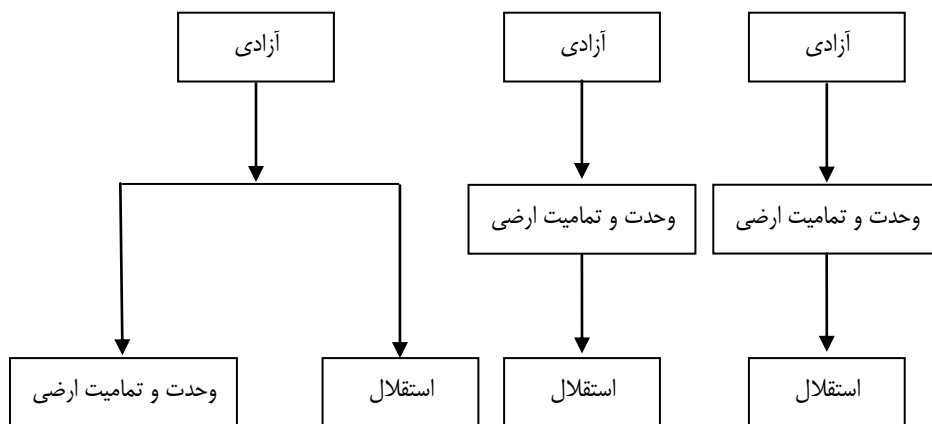 آزادی
آزادی
آزادی
وحدت و تمامیت ارضی
وحدت و تمامیت ارضی
استقلال
استقلال
استقلال
وحدت و تمامیت ارضی